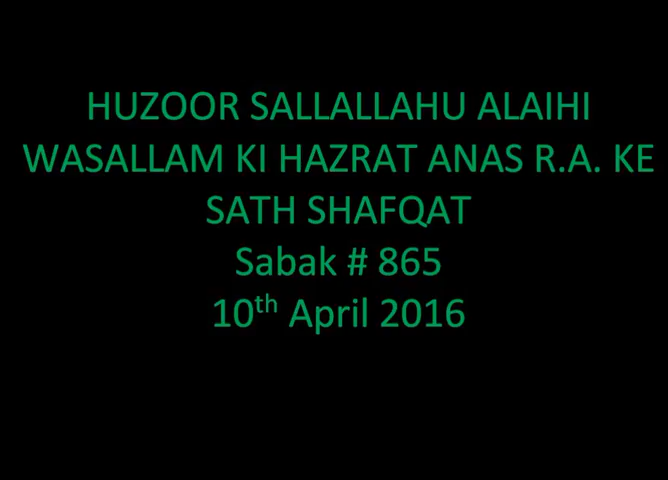 HUZOOR SALLALLAHU ALAIHI
WASALLAM KI HAZRAT ANAS R.A. KE
SATH SHAFQAT
Sabak # 865
10th April 2016